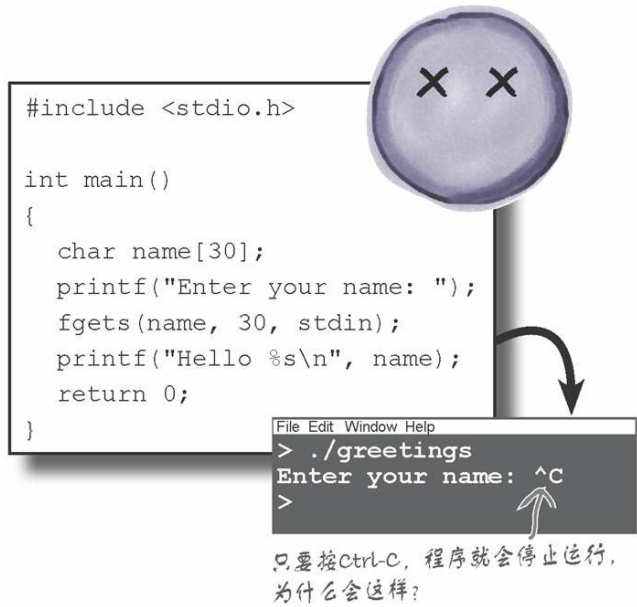 #include <stdio.h>
int main()
{
char name[30];
printf("Enter your name: ");
fgets(name, 30, stdin);
printf("Hello %s\n", name);
return 0;
}
File Edit Window Help
> ./greetings
Enter your name: ^C
>
只要按Ctrl-C，程序就会停止运行，
为什么会这样？